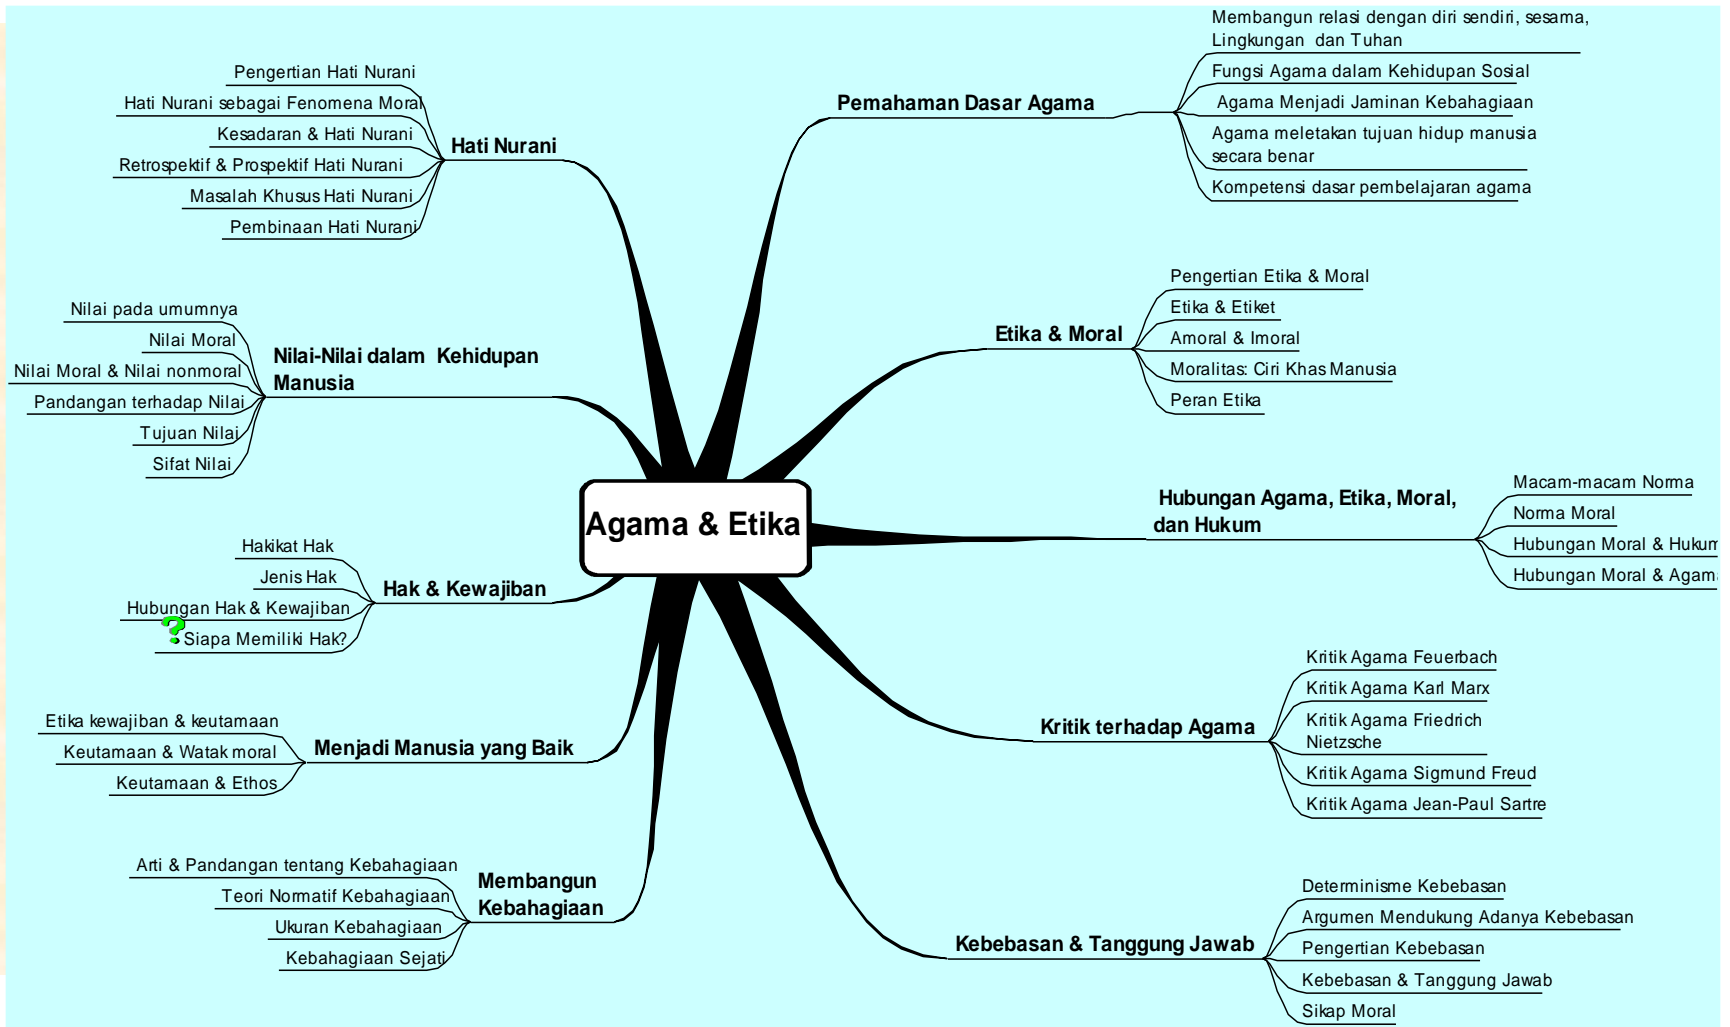 Agama & Etika
Pemahaman Dasar Agama
Membangun relasi dengan diri sendiri, sesama,
Lingkungan dan Tuhan
Fungsi Agama dalam Kehidupan Sosial
Agama Menjadi Jaminan Kebahagiaan
Agama meletakan tujuan hidup manusia
secara benar
Kompetensi dasar pembelajaran agama
Etika & Moral
Pengertian Etika & Moral
Etika & Etiket
Amoral & Imoral
Moralitas: Ciri Khas Manusia
Peran Etika
Hubungan Agama, Etika, Moral,
dan Hukum
Macam-macam Norma
Norma Moral
Hubungan Moral & Hukum
Hubungan Moral & Agama
Kritik terhadap Agama
Kritik Agama Feuerbach
Kritik Agama Karl Marx
Kritik Agama Friedrich
Nietzsche
Kritik Agama Sigmund Freud
Kritik Agama Jean-Paul Sartre
Kebebasan & Tanggung Jawab
Determinisme Kebebasan
Argumen Mendukung Adanya Kebebasan
Pengertian Kebebasan
Kebebasan & Tanggung Jawab
Sikap Moral
Hati Nurani
Pengertian Hati Nurani
Hati Nurani sebagai Fenomena Moral
Kesadaran & Hati Nurani
Retrospektif & Prospektif Hati Nurani
Masalah Khusus Hati Nurani
Pembinaan Hati Nurani
Nilai-Nilai dalam Kehidupan
Manusia
Nilai pada umumnya
Nilai Moral
Nilai Moral & Nilai nonmoral
Pandangan terhadap Nilai
Tujuan Nilai
Sifat Nilai
Hak & Kewajiban
Hakikat Hak
Jenis Hak
Hubungan Hak & Kewajiban
? Siapa Memiliki Hak?
Menjadi Manusia yang Baik
Etika kewajiban & keutamaan
Keutamaan & Watak moral
Keutamaan & Ethos
Membangun
Kebahagiaan
Arti & Pandangan tentang Kebahagiaan
Teori Normatif Kebahagiaan
Ukuran Kebahagiaan
Kebahagiaan Sejati